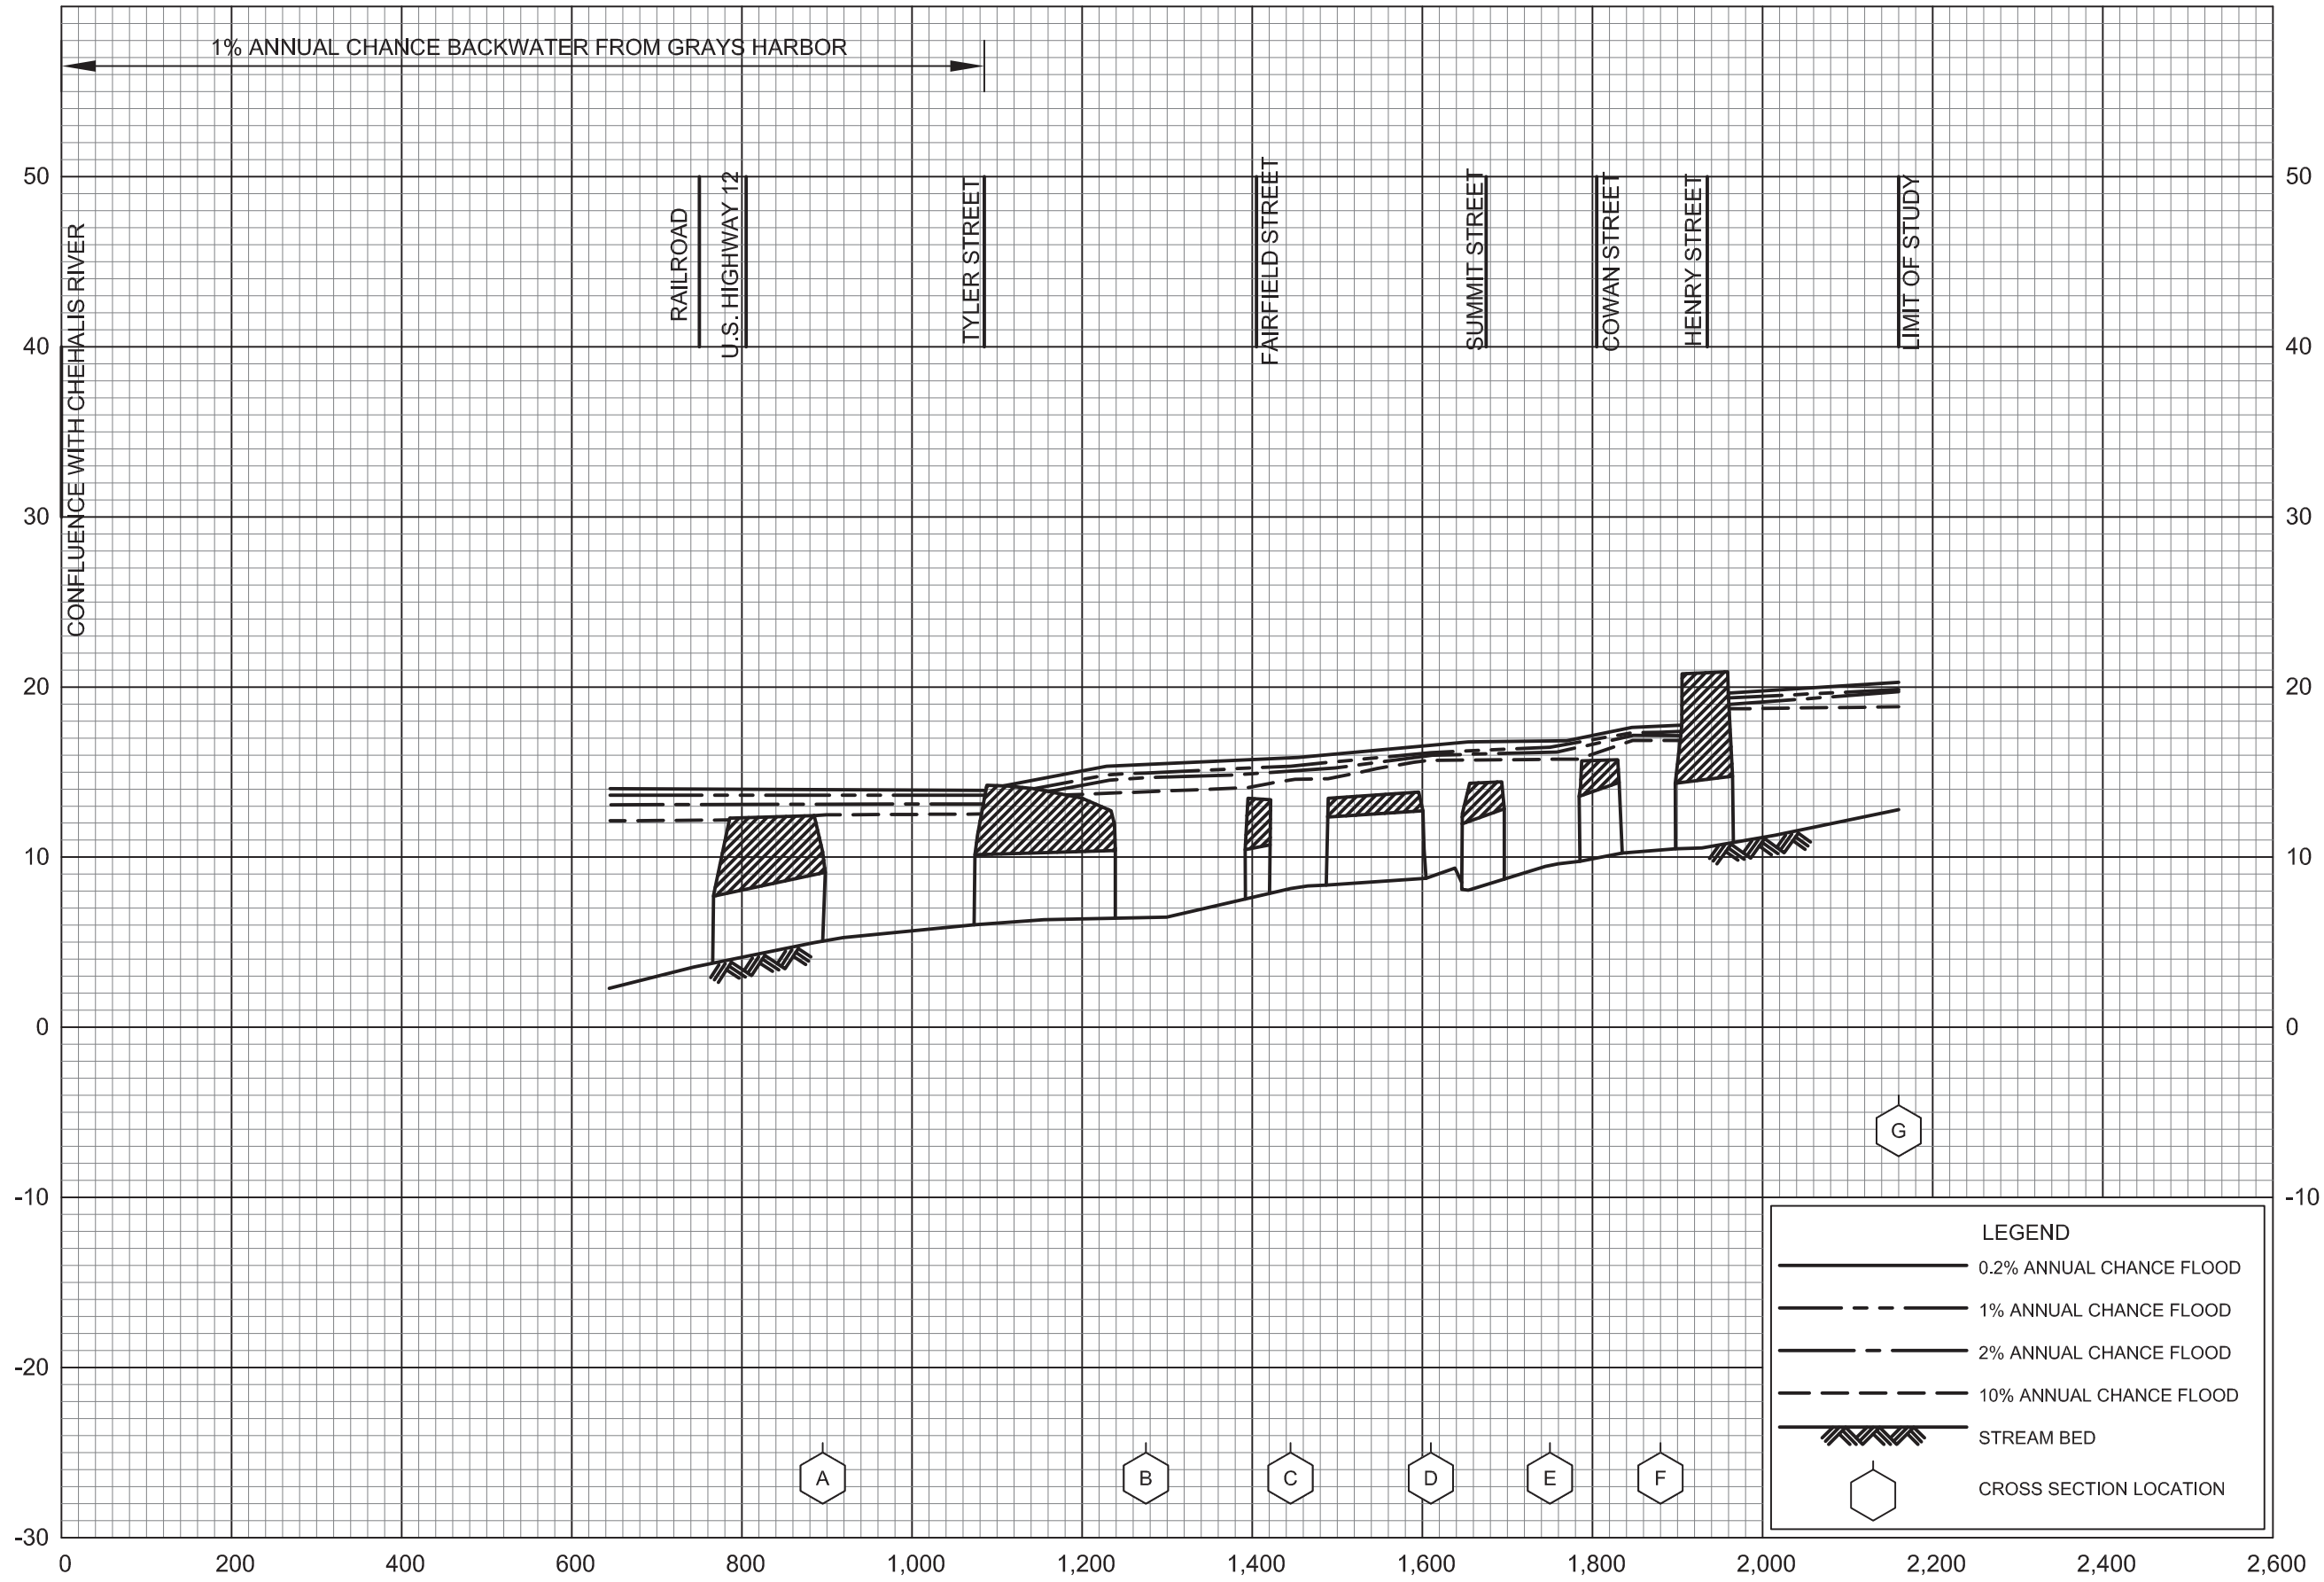 1% ANNUAL CHANCE BACKWATER FROM GRAYS HARBOR
CONFLUENCE WITH CHEHALIS RIVER
RAILROAD
U.S. HIGHWAY 12
TYLER STREET
FAIRFIELD STREET
SUMMIT STREET
COWAN STREET
HENRY STREET
LIMIT OF STUDY
50 50
40 40
30 30
20 20
10 10
0 0
-10 -10
-20
-30
G
A B C D E F
LEGEND
0.2% ANNUAL CHANCE FLOOD
1% ANNUAL CHANCE FLOOD
2% ANNUAL CHANCE FLOOD
10% ANNUAL CHANCE FLOOD
STREAM BED
CROSS SECTION LOCATION
0 200 400 600 800 1,000 1,200 1,400 1,600 1,800 2,000 2,200 2,400 2,600